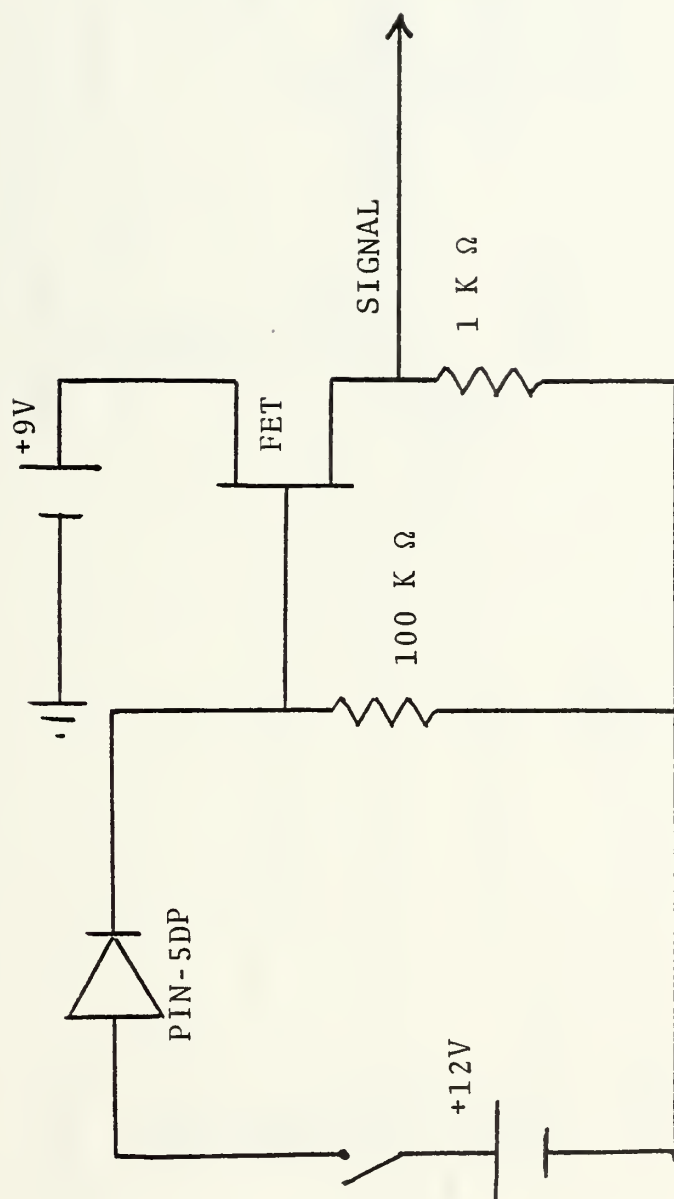 +9V
FET
SIGNAL
1 K Ω
100 K Ω
PIN-5DP
+12V